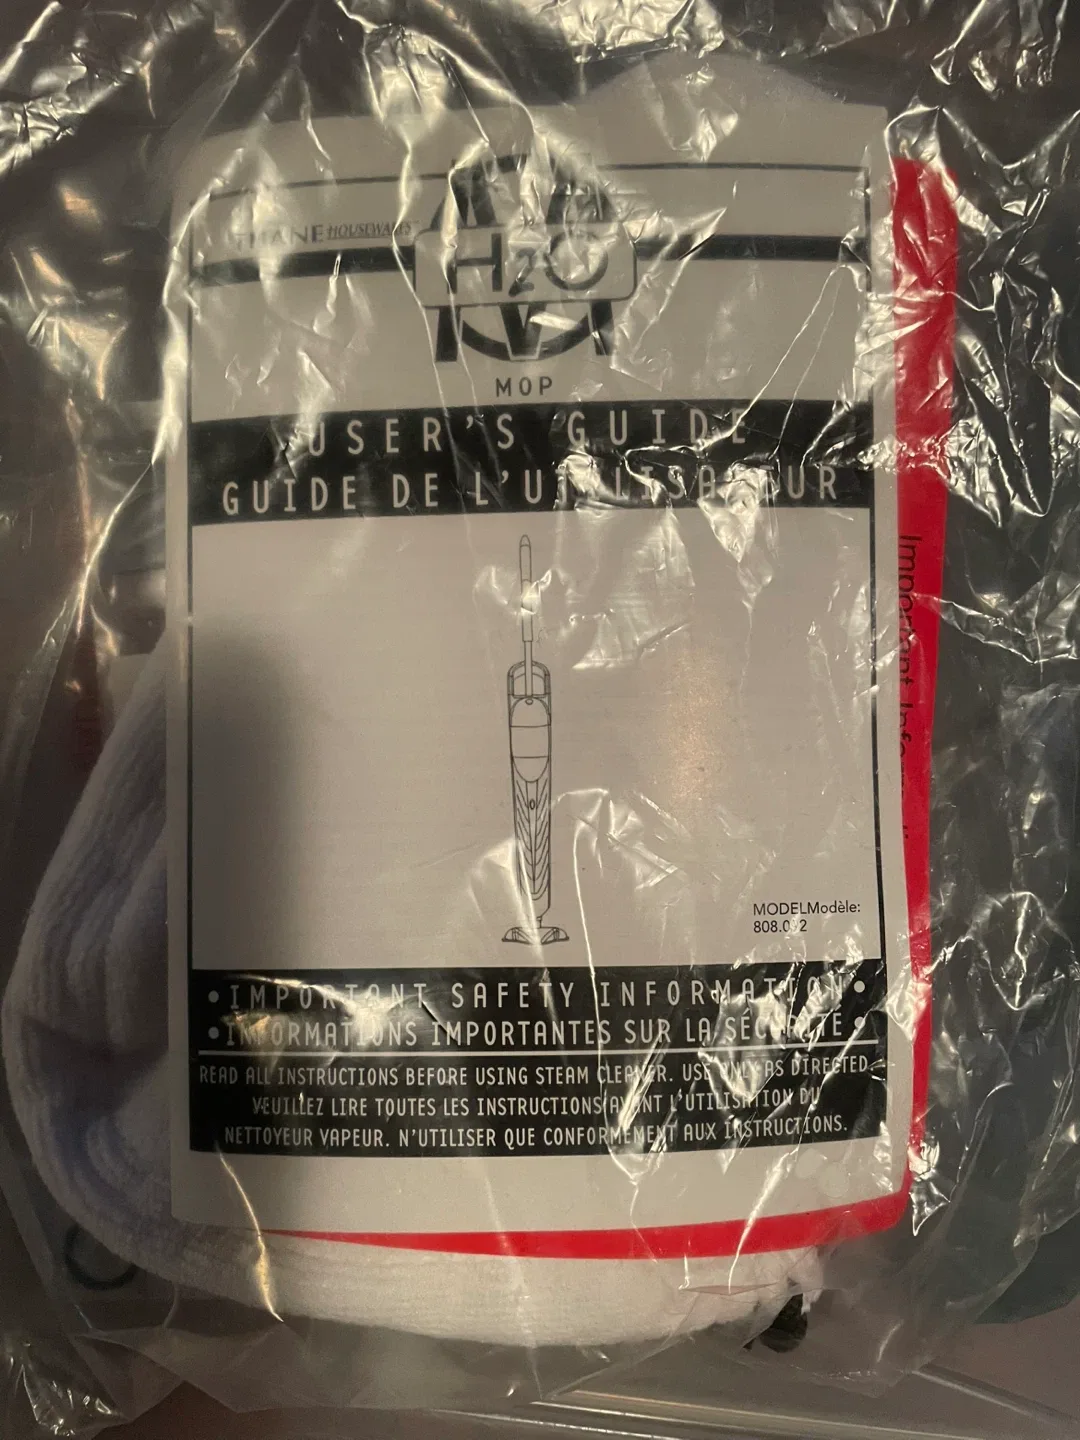 THANE HOUSEWARES
H2O
MOP
USER'S GUIDE
GUIDE DE L'UTILISATEUR
MODELModèle:
•IMPORTANT SAFETY INFORMATION•
•INFORMATIONS IMPORTANTES SUR LA SÉCURITÉ•
READ ALL INSTRUCTIONS BEFORE USING STEAM CLEANER. USE ONLY AS DIRECTED.
VEUILLEZ LIRE TOUTES LES INSTRUCTIONS AVANT L'UTILISATION DU
NETTOYEUR VAPEUR. N'UTILISER QUE CONFORMÉMENT AUX INSTRUCTIONS.
Important